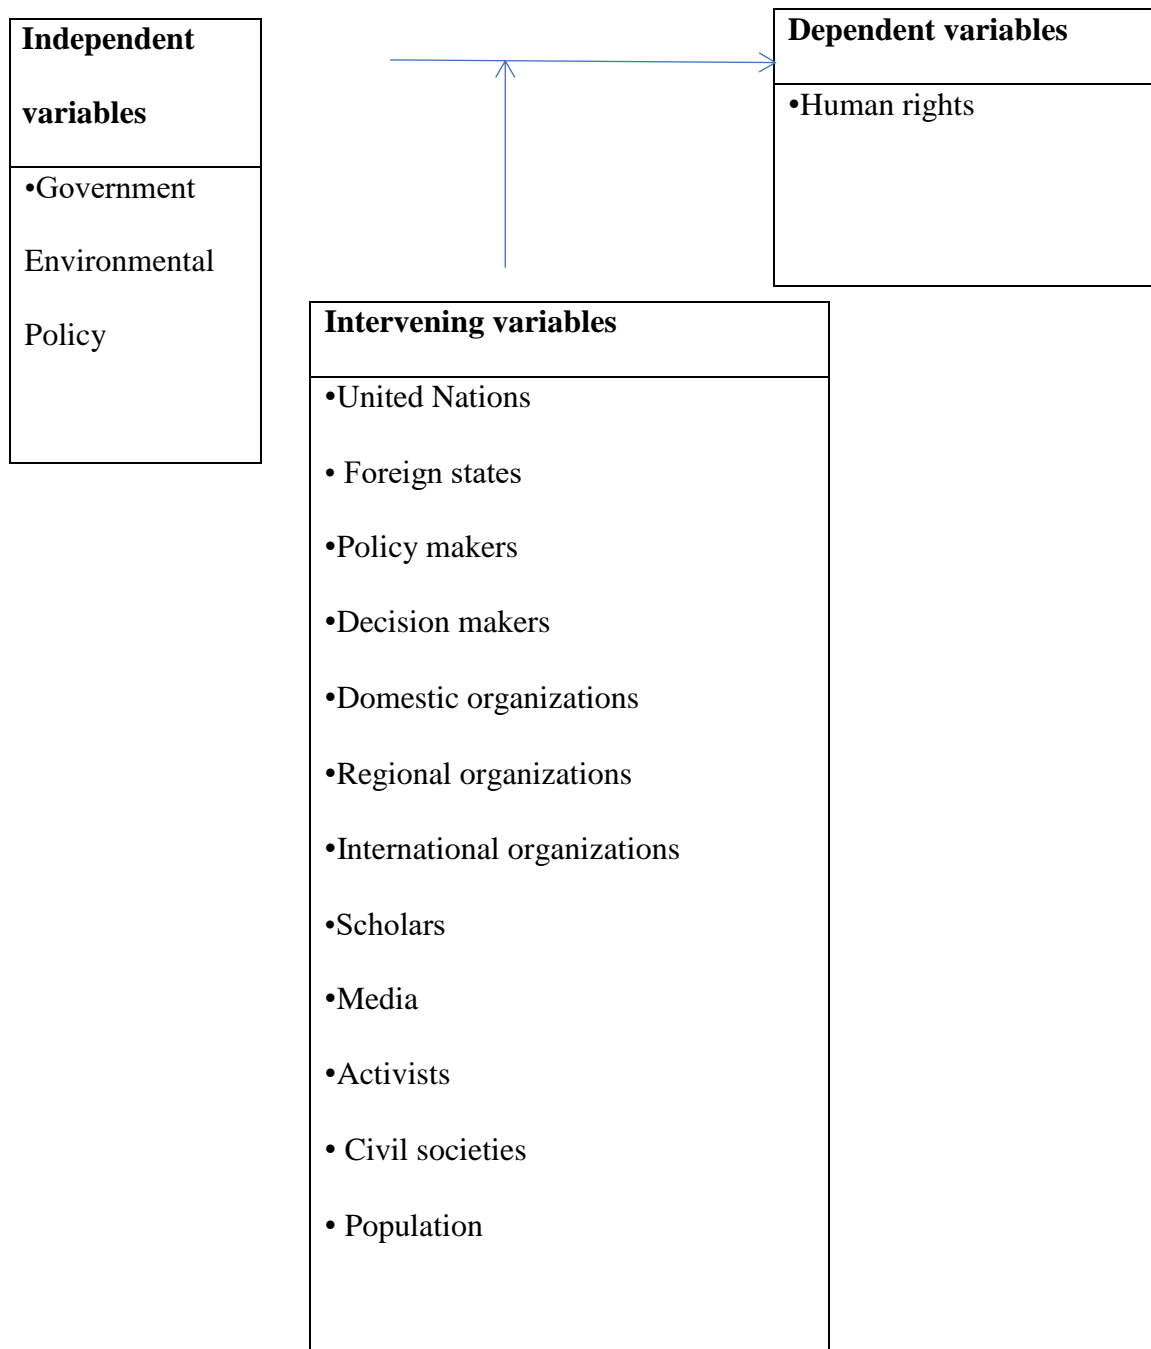 Independent
variables
•Government
Environmental
Policy
Dependent variables
•Human rights
Intervening variables
•United Nations
• Foreign states
•Policy makers
•Decision makers
•Domestic organizations
•Regional organizations
•International organizations
•Scholars
•Media
•Activists
• Civil societies
• Population